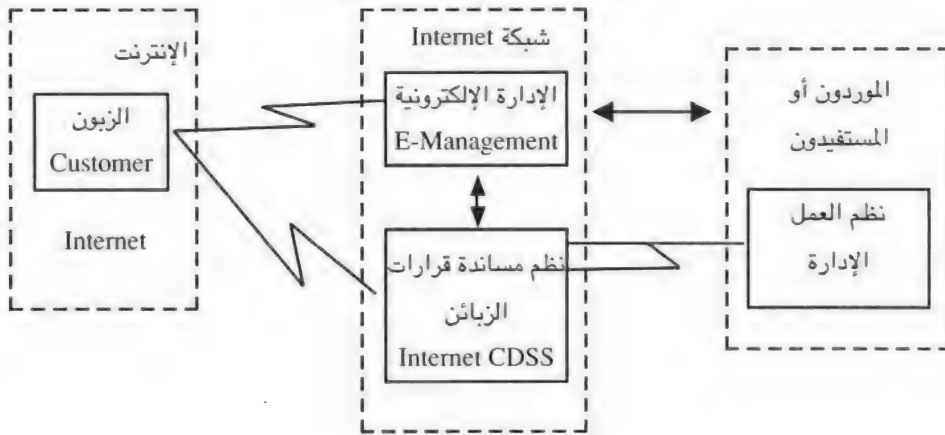 الإنترنت
الزبون
Customer
Internet
شبكة Internet
الإدارة الإلكترونية
E-Management
نظم مساندة قرارات
الزبائن
Internet CDSS
الموردون أو
المستفيدون
نظم العمل
الإدارة